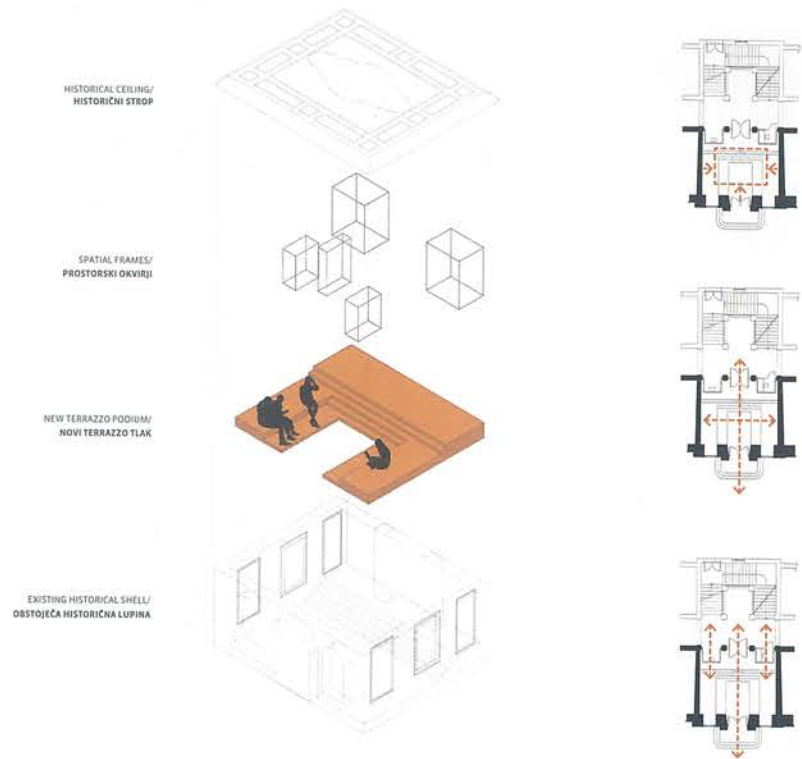 HISTORICAL CEILING/
HISTORIČNI STROP
SPATIAL FRAMES/
PROSTORSKI OKVIRJI
NEW TERRAZZO PODIUM/
NOVI TERRAZZO TLAK
EXISTING HISTORICAL SHELL/
OBSTOJEČA HISTORIČNA LUPINA